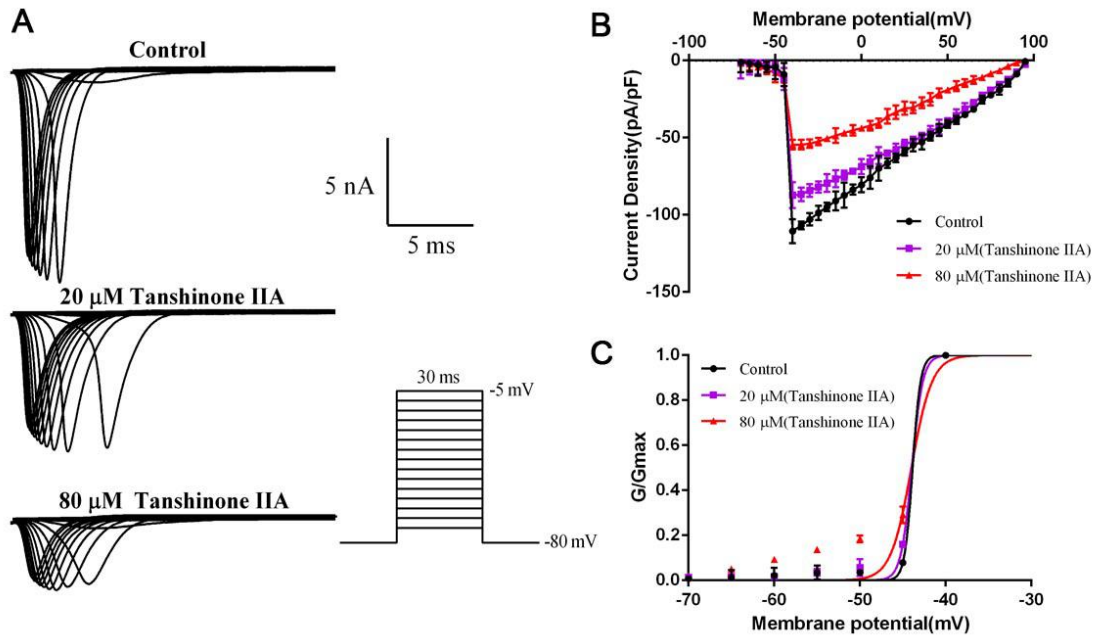 A
Control
5 nA
5 ms
20 μM Tanshinone IIA
30 ms
-5 mV
80 μM Tanshinone IIA
-80 mV
B
Membrane potential(mV)
-100 -50 0 50 100
0
-50
-100
-150
Current Density(pA/pF)
Control
20 μM(Tanshinone IIA)
80 μM(Tanshinone IIA)
C
1.0
0.8
0.6
0.4
0.2
0.0
G/Gmax
Control
20 μM(Tanshinone IIA)
80 μM(Tanshinone IIA)
-70 -60 -50 -40 -30
Membrane potential(mV)